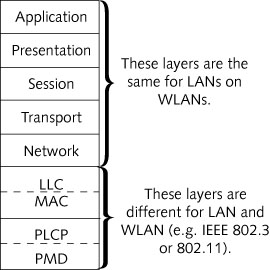 Application
Presentation
Session
Transport
Network
LLC
MAC
PLCP
PMD
These layers are the
same for LANs on
WLANs.
These layers are
different for LAN and
WLAN (e.g. IEEE 802.3
or 802.11).